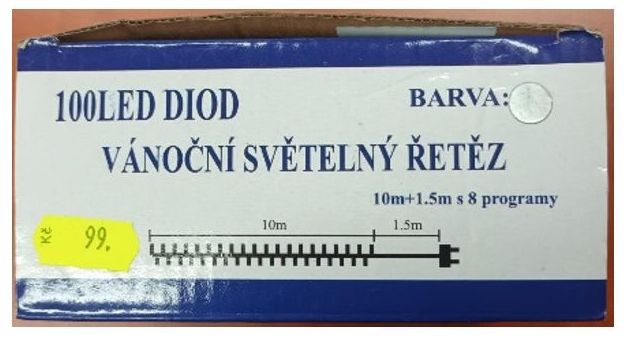 100LED DIOD
BARVA:
VÁNOČNÍ SVĚTELNÝ ŘETĚZ
10m+1.5m s 8 programy
10m
1.5m
Kč 99.